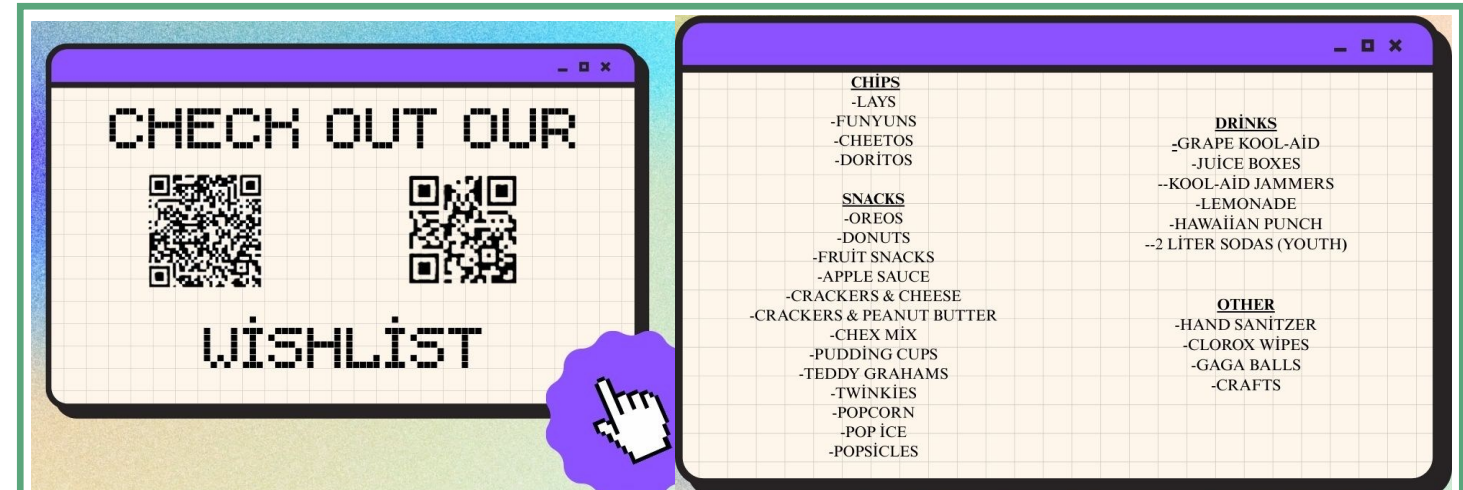 CHECK OUT OUR
WİSHLİST
CHİPS
-LAYS
-FUNYUNS
-CHEETOS
-DORİTOS
SNACKS
-OREOS
-DONUTS
-FRUİT SNACKS
-APPLE SAUCE
-CRACKERS & CHEESE
-CRACKERS & PEANUT BUTTER
-CHEX MİX
-PUDDİNG CUPS
-TEDDY GRAHAMS
-TWİNKİES
-POPCORN
-POP İCE
-POPSİCLES
DRİNKS
-GRAPE KOOL-AİD
-JUİCE BOXES
--KOOL-AİD JAMMERS
-LEMONADE
-HAWAİİAN PUNCH
--2 LİTER SODAS (YOUTH)
OTHER
-HAND SANİTZER
-CLOROX WİPES
-GAGA BALLS
-CRAFTS